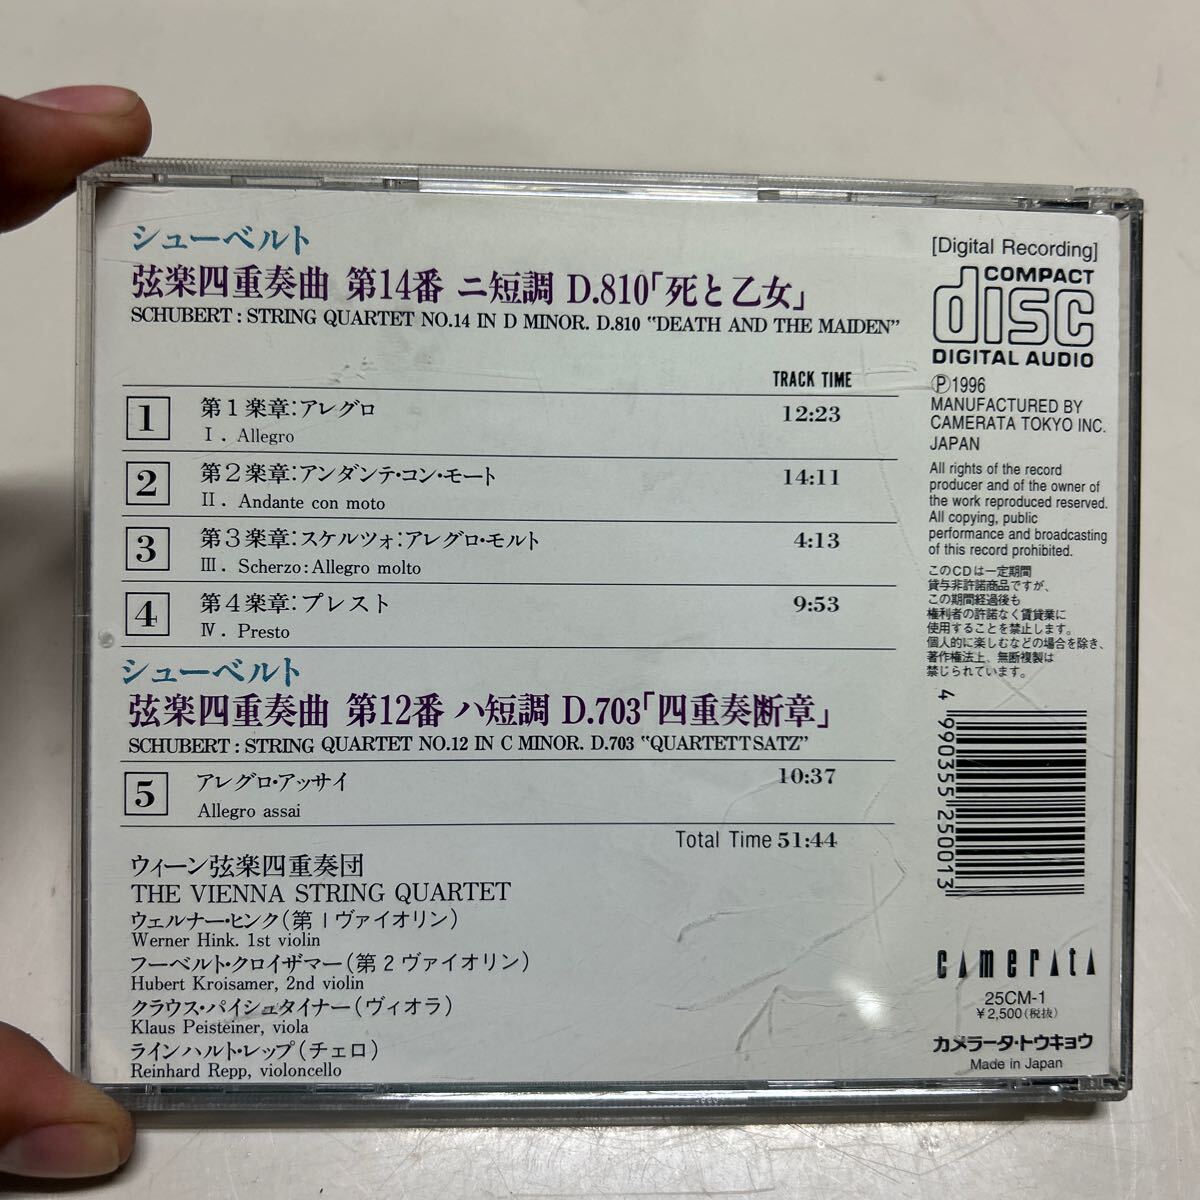 シューベルト
弦楽四重奏曲 第14番 ニ短調 D.810「死と乙女」
SCHUBERT : STRING QUARTET NO.14 IN D MINOR. D.810 "DEATH AND THE MAIDEN"
TRACK TIME
1 第1楽章:アレグロ 12:23
I . Allegro
2 第2楽章:アンダンテ・コン・モート 14:11
II . Andante con moto
3 第3楽章:スケルツォ:アレグロ・モルト 4:13
III . Scherzo : Allegro molto
4 第4楽章:プレスト 9:53
IV . Presto
シューベルト
弦楽四重奏曲 第12番 ハ短調 D.703「四重奏断章」
SCHUBERT : STRING QUARTET NO.12 IN C MINOR. D.703 "QUARTETTSATZ"
5 アレグロ・アッサイ 10:37
Allegro assai
Total Time 51:44
ウィーン弦楽四重奏団
THE VIENNA STRING QUARTET
ウェルナー・ヒンク(第1ヴァイオリン)
Werner Hink. 1st violin
フーベルト・クロイザマー(第2ヴァイオリン)
Hubert Kroisamer, 2nd violin
クラウス・パイシュタイナー(ヴィオラ)
Klaus Peisteiner, viola
ラインハルト・レップ(チェロ)
Reinhard Repp, violoncello
[Digital Recording]
COMPACT
disc
DIGITAL AUDIO
Ⓟ1996
MANUFACTURED BY
CAMERATA TOKYO INC.
JAPAN
All rights of the record
producer and of the owner of
the work reproduced reserved.
All copying, public
performance and broadcasting
of this record prohibited.
このCDは一定期間
貸与非許諾商品ですが、
この期間経過後も
権利者の許諾なく賃貸業に
使用することを禁止します。
個人的に楽しむなどの場合を除き、
著作権法上、無断複製は
禁じられています。
4 990355 250013
camerata
25CM-1
¥2,500(税抜)
カメラータ・トウキョウ
Made in Japan